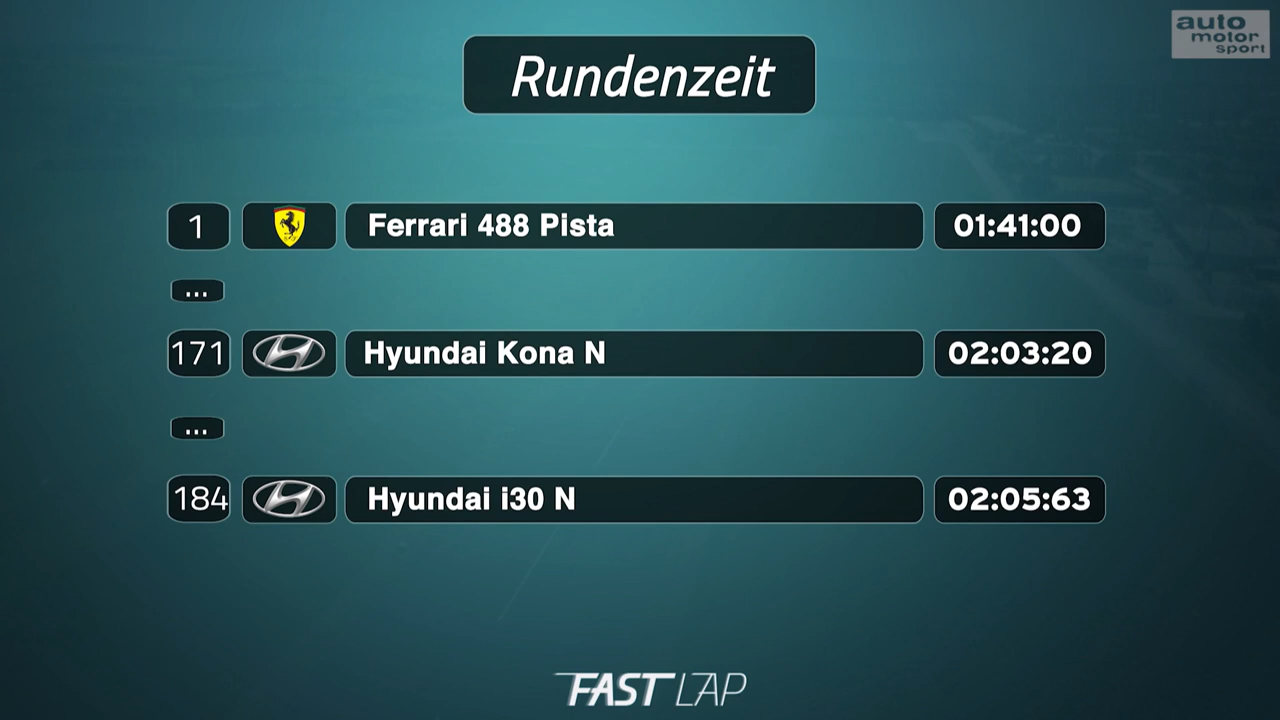 auto
motor
sport
Rundenzeit
1 Ferrari 488 Pista 01:41:00
...
171 Hyundai Kona N 02:03:20
...
184 Hyundai i30 N 02:05:63
FAST LAP